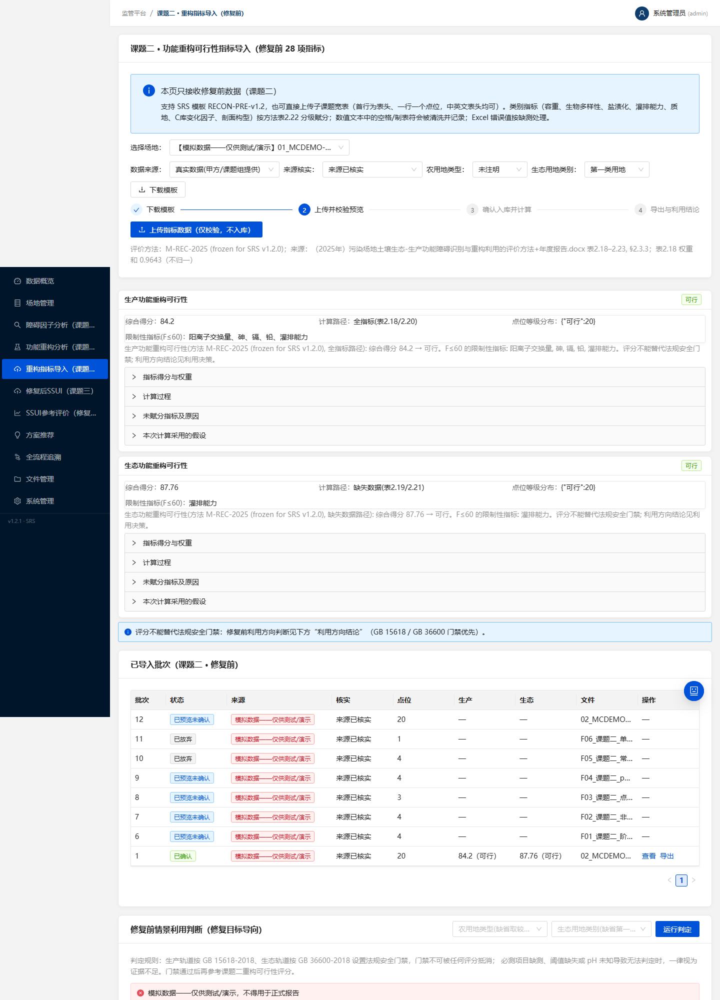 监管平台 / 课题二 • 重构指标导入（修复前）
系统管理员 (admin)
数据概览
场地管理
障碍因子分析（课题...
功能重构分析（课题...
重构指标导入（课题...
修复后SSUI（课题三）
SSUI参考评价（修复...
方案推荐
全流程追溯
文件管理
系统管理
v1.2.1 · SRS
课题二 • 功能重构可行性指标导入（修复前 28 项指标）
本页只接收修复前数据（课题二）
支持 SRS 模板 RECON-PRE-v1.2，也可直接上传子课题宽表（首行为表头、一行一个点位，中英文表头均可）。类别指标（容重、生物多样性、盐渍化、灌排能力、质
地、C库变化因子、剖面构型）按方法表2.22 分级赋分；数值文本中的空格/制表符会被清洗并记录；Excel 错误值按缺测处理。
选择场地： 【模拟数据——仅供测试/演示】01_MCDEMO-...
数据来源： 真实数据(甲方/课题组提供) 来源核实： 来源已核实 农用地类型： 未注明 生态用地类别： 第一类用地
下载模板
下载模板 2 上传并校验预览 3 确认入库并计算 4 导出与利用结论
上传指标数据（仅校验，不入库）
评价方法：M-REC-2025 (frozen for SRS v1.2.0)；来源：（2025年）污染场地土壤生态-生产功能障碍识别与重构利用的评价方法+年度报告.docx 表2.18–2.23, §2.3.3；表2.18 权重
和 0.9643（不归一）
生产功能重构可行性 可行
综合得分：84.2 计算路径：全指标(表2.18/2.20) 点位等级分布：{"可行":20}
限制性指标(F≤60)：阳离子交换量、砷、镉、铅、灌排能力
生产功能重构可行性(方法 M-REC-2025 (frozen for SRS v1.2.0), 全指标路径): 综合得分 84.2 → 可行。F≤60 的限制性指标: 阳离子交换量, 砷, 镉, 铅, 灌排能力。评分不能替代法规安全门
禁; 利用方向结论见利用决策。
指标得分与权重
计算过程
未赋分指标及原因
本次计算采用的假设
生态功能重构可行性 可行
综合得分：87.76 计算路径：缺失数据(表2.19/2.21) 点位等级分布：{"可行":20}
限制性指标(F≤60)：灌排能力
生态功能重构可行性(方法 M-REC-2025 (frozen for SRS v1.2.0), 缺失数据路径): 综合得分 87.76 → 可行。F≤60 的限制性指标: 灌排能力。评分不能替代法规安全门禁; 利用方向结论见利
用决策。
指标得分与权重
计算过程
未赋分指标及原因
本次计算采用的假设
评分不能替代法规安全门禁：修复前利用方向判断见下方“利用方向结论”（GB 15618 / GB 36600 门禁优先）。
已导入批次（课题二 • 修复前）
批次 状态 来源 核实 点位 生产 生态 文件 操作
12 已预览未确认 模拟数据——仅供测试/演示 来源已核实 20 — — 02_MCDEMO... —
11 已放弃 模拟数据——仅供测试/演示 来源已核实 1 — — F06_课题二_单... —
10 已放弃 模拟数据——仅供测试/演示 来源已核实 4 — — F05_课题二_常... —
9 已预览未确认 模拟数据——仅供测试/演示 来源已核实 4 — — F04_课题二_p... —
8 已预览未确认 模拟数据——仅供测试/演示 来源已核实 3 — — F03_课题二_点... —
7 已预览未确认 模拟数据——仅供测试/演示 来源已核实 4 — — F02_课题二_非... —
6 已预览未确认 模拟数据——仅供测试/演示 来源已核实 4 — — F01_课题二_阶... —
1 已确认 模拟数据——仅供测试/演示 来源已核实 20 84.2（可行） 87.76（可行） 02_MCDEMO... 查看 导出
1
修复前情景利用判断（修复目标导向） 农用地类型(缺省取较... 生态用地类别(缺省第一... 运行判定
判定规则：生产轨道按 GB 15618-2018、生态轨道按 GB 36600-2018 设置法规安全门禁，门禁不可被任何评分抵消； 必测项目缺测、阈值缺失或 pH 未知导致无法判定时，一律视为
证据不足。门禁通过后再参考课题二重构可行性评分。
模拟数据——仅供测试/演示，不得用于正式报告